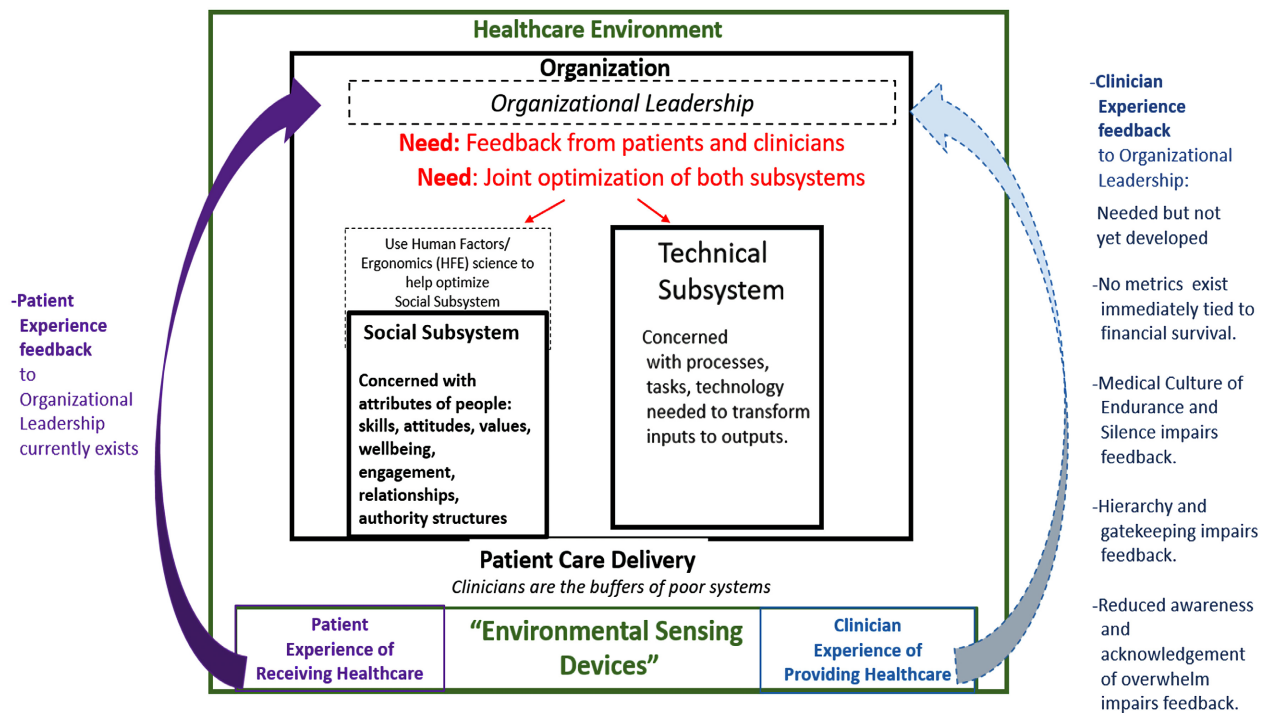 Healthcare Environment
Organization
Organizational Leadership
Need: Feedback from patients and clinicians
Need: Joint optimization of both subsystems
Use Human Factors/
Ergonomics (HFE) science to
help optimize
Social Subsystem
Social Subsystem
Concerned with
attributes of people:
skills, attitudes, values,
wellbeing,
engagement,
relationships,
authority structures
Technical
Subsystem
Concerned
with processes,
tasks, technology
needed to transform
inputs to outputs.
Patient Care Delivery
Clinicians are the buffers of poor systems
Patient
Experience of
Receiving Healthcare
“Environmental Sensing
Devices”
Clinician
Experience of
Providing Healthcare
-Patient
Experience
feedback
to
Organizational
Leadership
currently exists
-Clinician
Experience
feedback
to Organizational
Leadership:
Needed but not
yet developed
-No metrics exist
immediately tied to
financial survival.
-Medical Culture of
Endurance and
Silence impairs
feedback.
-Hierarchy and
gatekeeping impairs
feedback.
-Reduced awareness
and
acknowledgement
of overwhelm
impairs feedback.